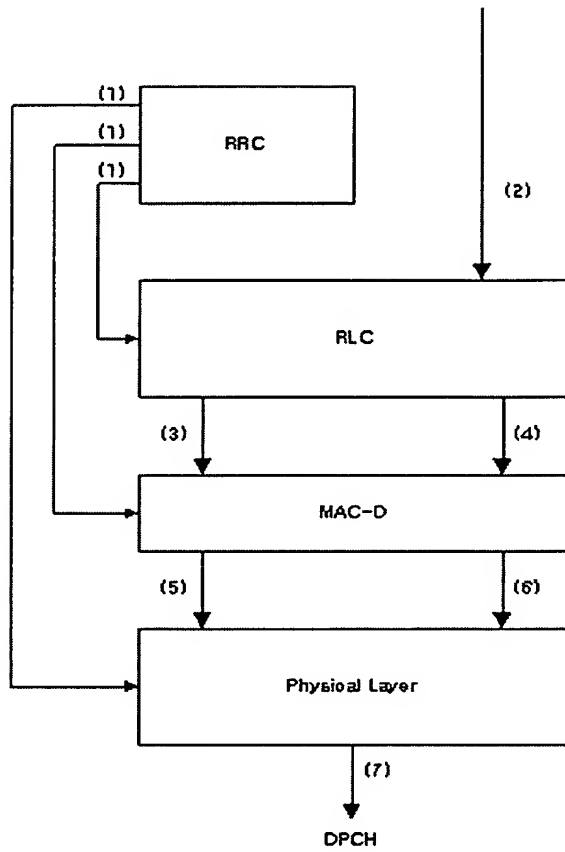 (1)
(1)
(1)
RRC
(2)
RLC
(3)
(4)
MAC-D
(5)
(6)
Physical Layer
(7)
DPCH